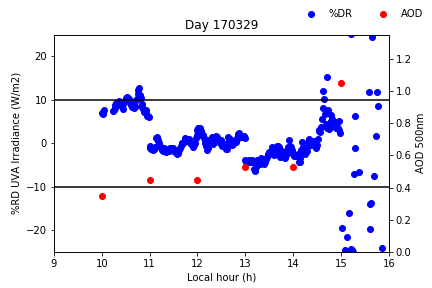 %DR AOD
Day 170329
20
10
0
−10
−20
%RD UVA Irradiance (W/m2)
1.2
1.0
0.8
0.6
0.4
0.2
0.0
AOD 500nm
9 10 11 12 13 14 15 16
Local hour (h)